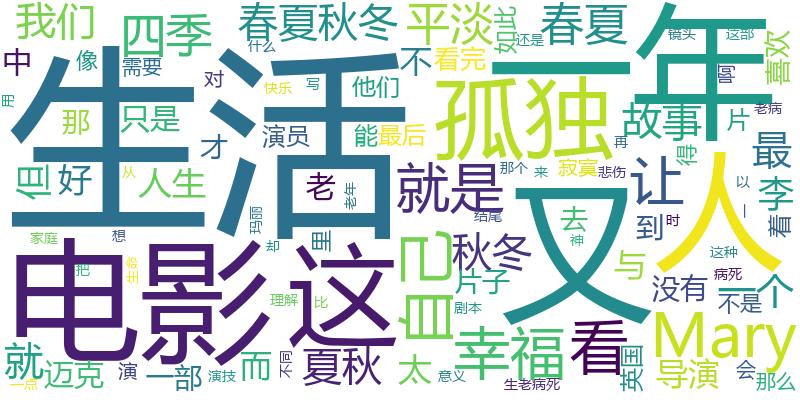 我们
四季
春夏秋冬
平淡
如此
春夏
一年
镜头
这部
还是
什么
喜欢
中
像
需要
对
不
看完
啊
生活
快乐
写
他们
孤独
用
那
只是
才
演员
能
最后
故事
片
老病
得
再
但
好
从
人生
老
老年
就是
那个
来
寂寞
悲伤
让
最
李
以
着
玛丽
里
结尾
又
去
到
人
一
时
家庭
想
却
神
电影
这
自己
秋冬
与
这种
把
生命
片子
没有
病死
一个
理解
比
剧本
不是
就
迈克
演
一部
而
演技
不同
夏秋
太
意义
幸福
看
生老病死
英国
Mary
导演
会
那么
一点